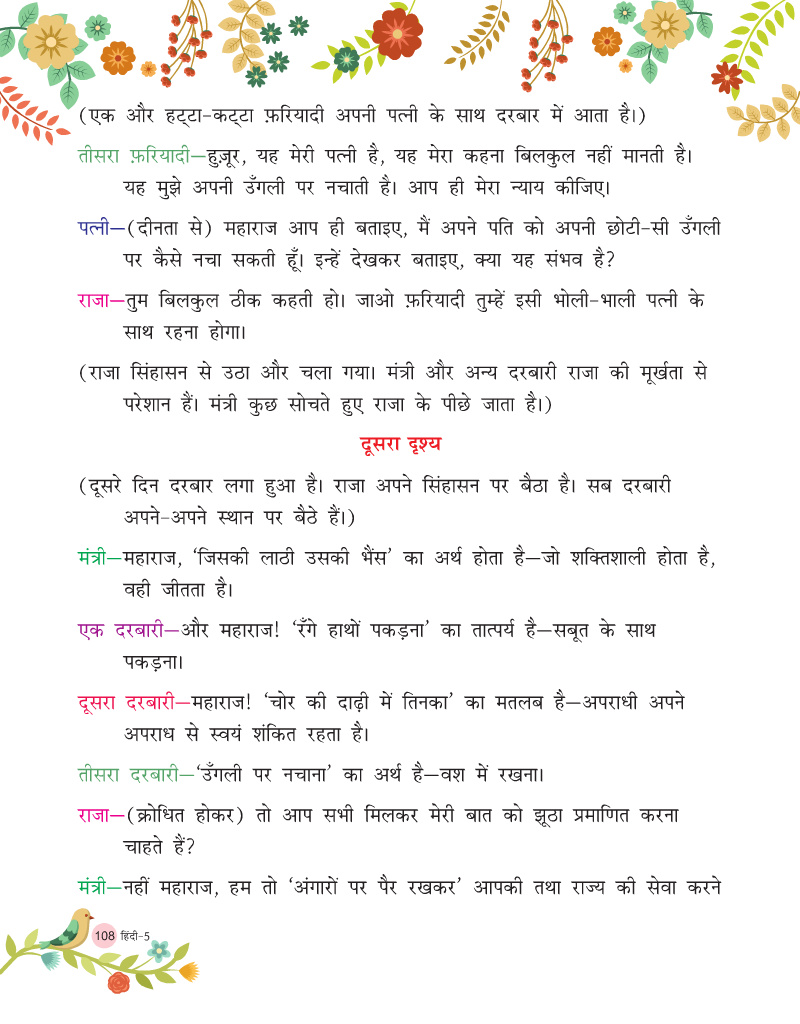 (एक और हट्‌टा-कट्‌टा फ़रियादी अपनी पत्नी के साथ दरबार में आता है।)
तीसरा फ़रियादी—हुज़ूर, यह मेरी पत्नी है, यह मेरा कहना बिलकुल नहीं मानती है।
यह मुझे अपनी उँगली पर नचाती है। आप ही मेरा न्याय कीजिए।
पत्नी—(दीनता से) महाराज आप ही बताइए, मैं अपने पति को अपनी छोटी-सी उँगली
पर कैसे नचा सकती हूँ। इन्हें देखकर बताइए, क्या यह संभव है?
राजा—तुम बिलकुल ठीक कहती हो। जाओ फ़रियादी तुम्हें इसी भोली-भाली पत्नी के
साथ रहना होगा।
(राजा सिंहासन से उठा और चला गया। मंत्री और अन्य दरबारी राजा की मूर्खता से
परेशान हैं। मंत्री कुछ सोचते हुए राजा के पीछे जाता है।)
दूसरा दृश्य
(दूसरे दिन दरबार लगा हुआ है। राजा अपने सिंहासन पर बैठा है। सब दरबारी
अपने-अपने स्थान पर बैठे हैं।)
मंत्री—महाराज, ‘जिसकी लाठी उसकी भैंस’ का अर्थ होता है—जो शक्तिशाली होता है,
वही जीतता है।
एक दरबारी—और महाराज! ‘रँगे हाथों पकड़ना’ का तात्पर्य है—सबूत के साथ
पकड़ना।
दूसरा दरबारी—महाराज! ‘चोर की दाढ़ी में तिनका’ का मतलब है—अपराधी अपने
अपराध से स्वयं शंकित रहता है।
तीसरा दरबारी—‘उँगली पर नचाना’ का अर्थ है—वश में रखना।
राजा—(क्रोधित होकर) तो आप सभी मिलकर मेरी बात को झूठा प्रमाणित करना
चाहते हैं?
मंत्री—नहीं महाराज, हम तो ‘अंगारों पर पैर रखकर’ आपकी तथा राज्य की सेवा करने
108 हिंदी-5